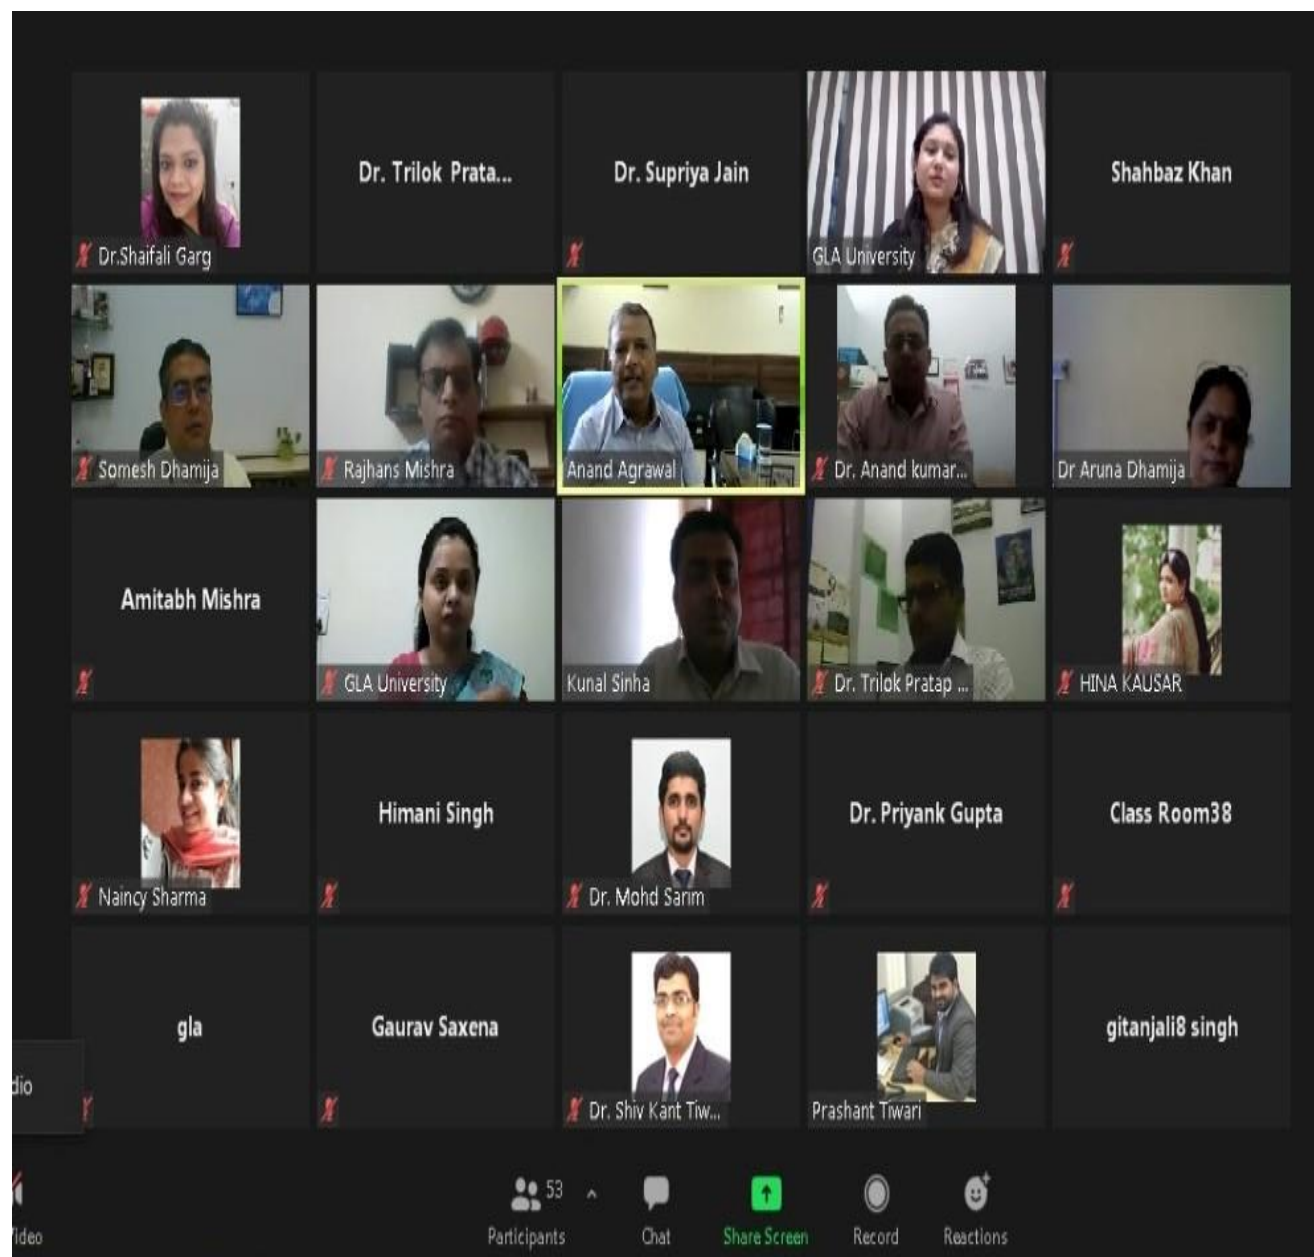 Dr.Shaifali Garg
Dr. Trilok Prata...
Dr. Supriya Jain
GLA University
Shahbaz Khan
Somesh Dhamija
Rajhans Mishra
Anand Agrawal
Dr. Anand kumar...
Dr Aruna Dhamija
Amitabh Mishra
GLA University
Kunal Sinha
Dr. Trilok Pratap ...
HINA KAUSAR
Naincy Sharma
Himani Singh
Dr. Mohd Sarim
Dr. Priyank Gupta
Class Room38
gla
Gaurav Saxena
Dr. Shiv Kant Tiw...
Prashant Tiwari
gitanjali8 singh
dio
ideo
53
Participants
Chat
Share Screen
Record
Reactions